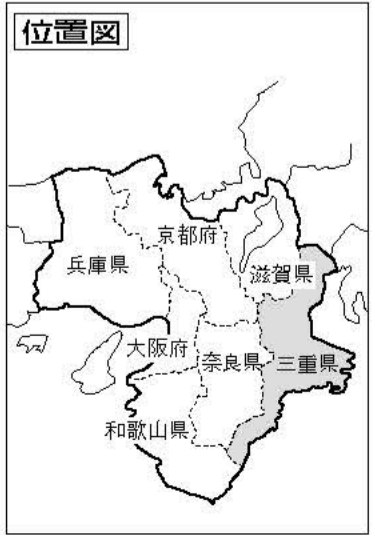 位置図
京都府
兵庫県
滋賀県
大阪府
奈良県
三重県
和歌山県